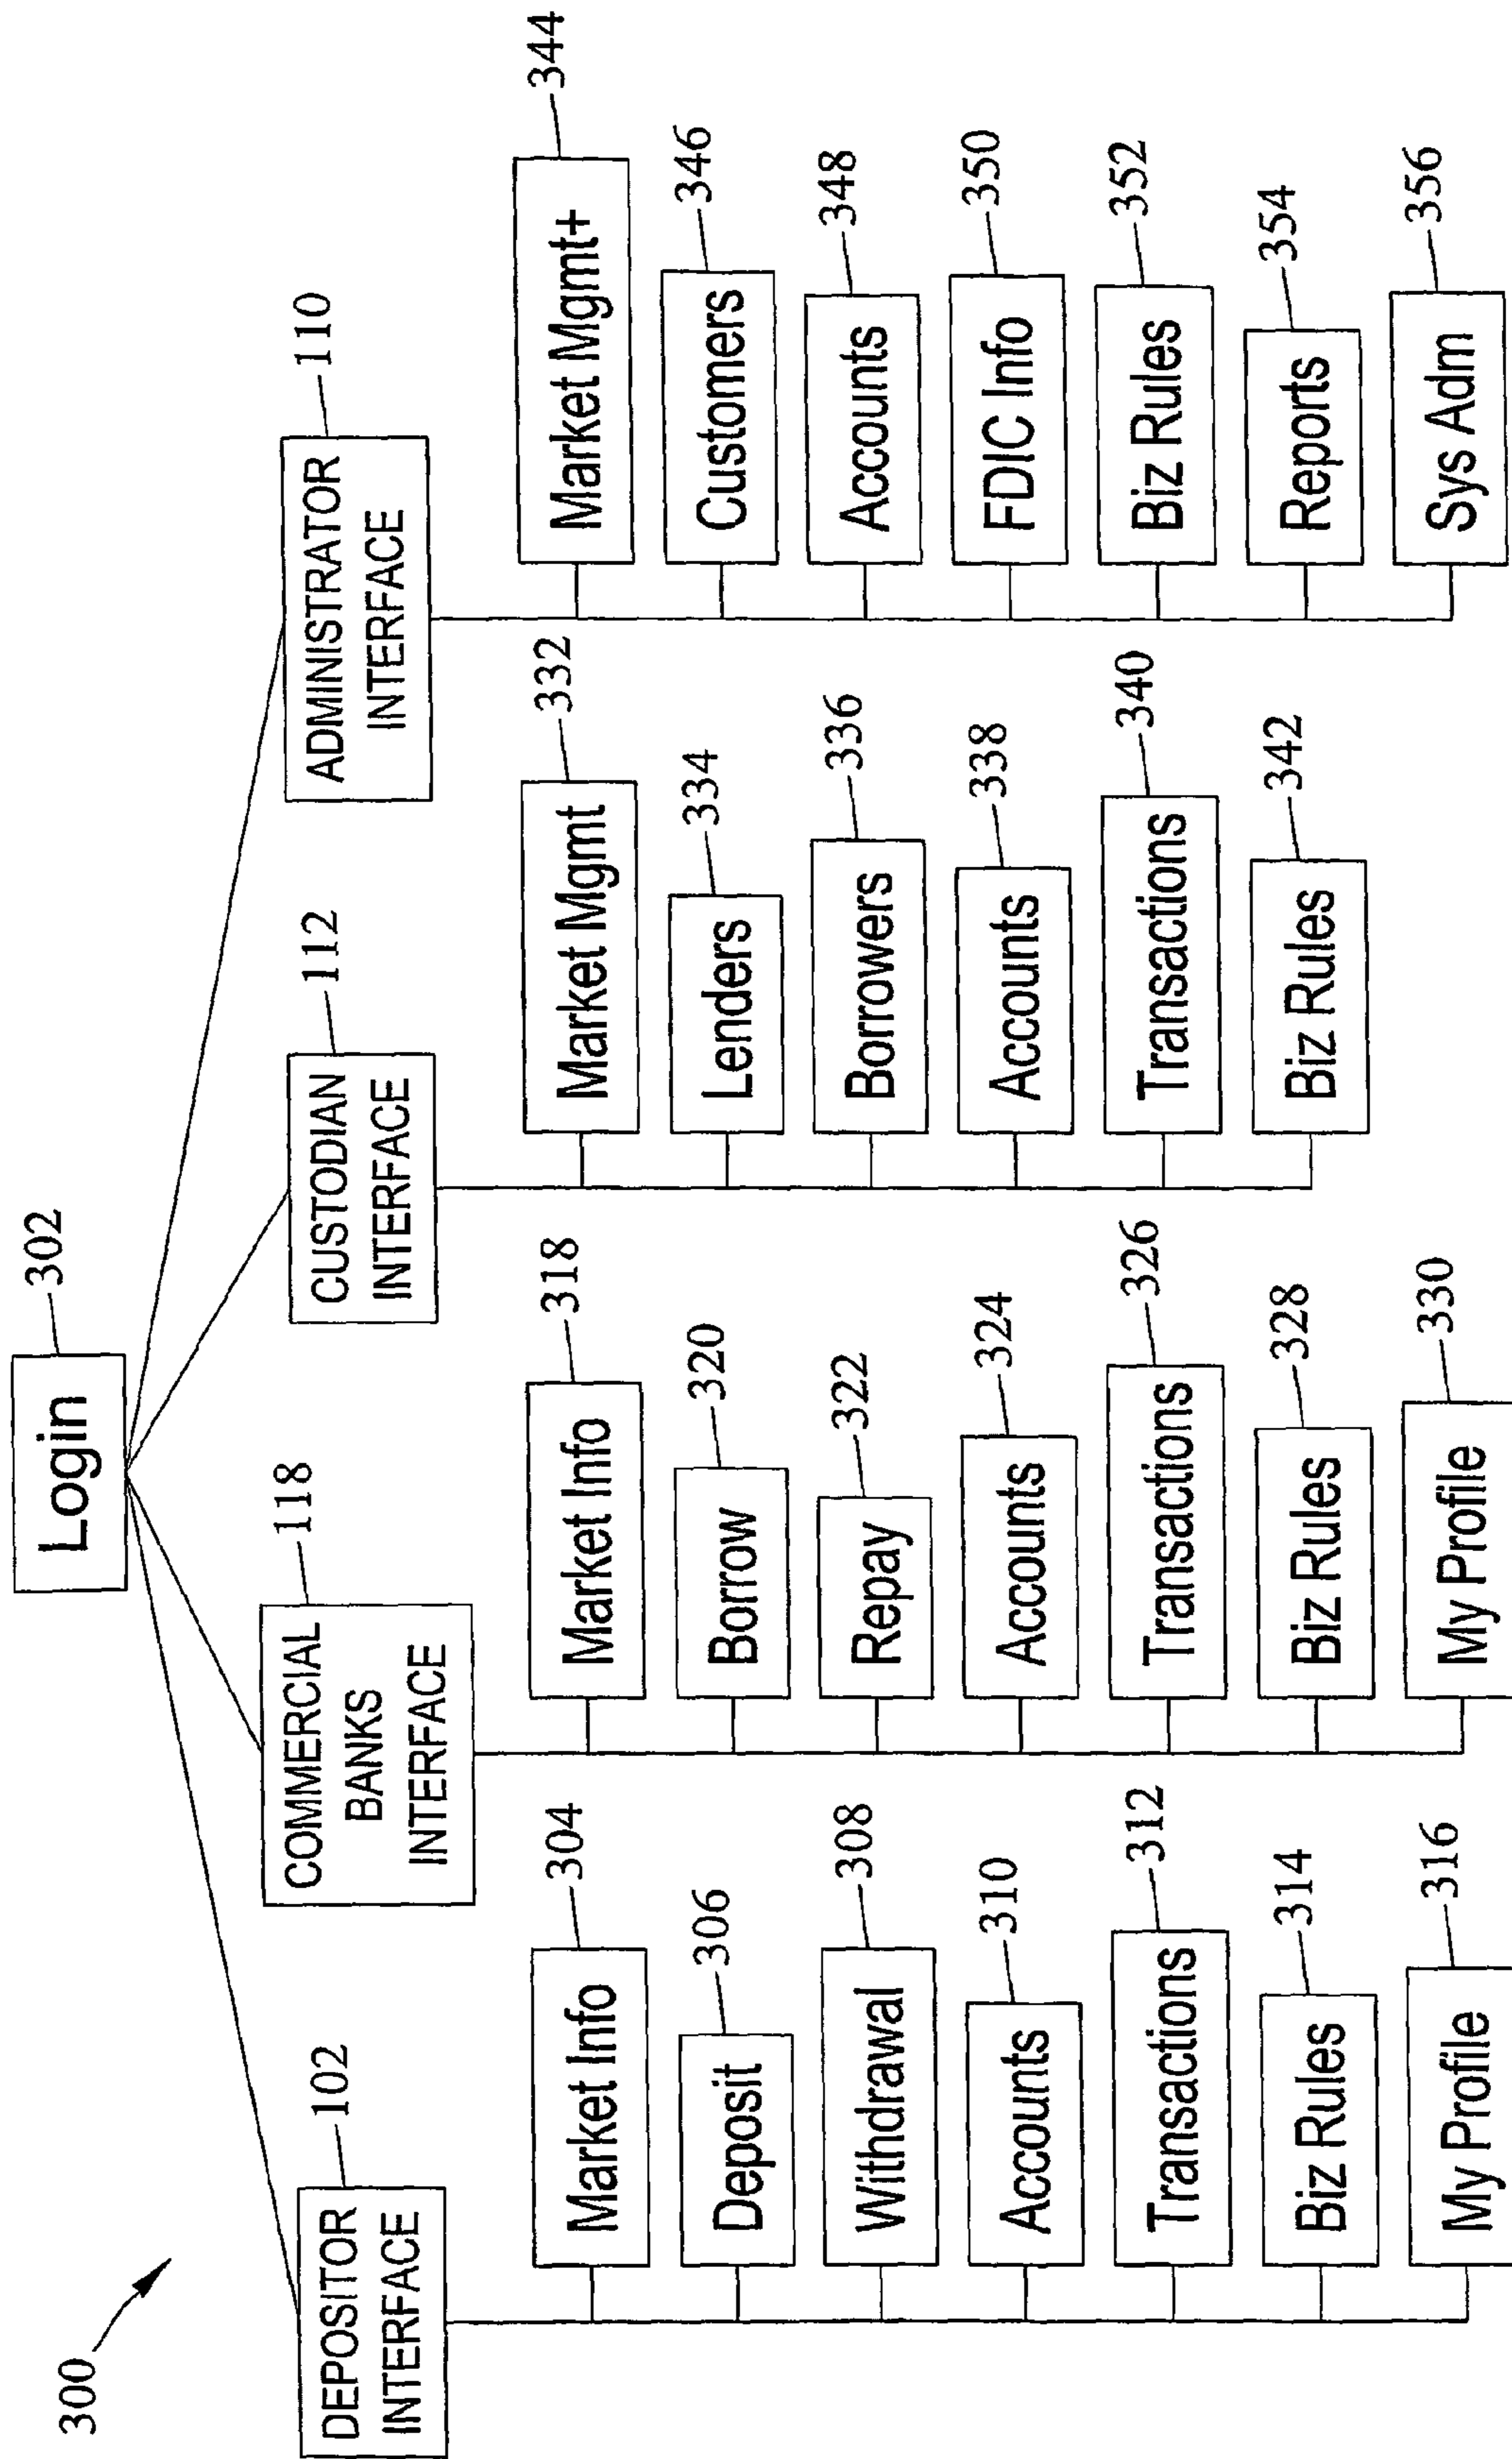 300
Login
302
DEPOSITOR
INTERFACE
102
Market Info
304
Deposit
306
Withdrawal
308
Accounts
310
Transactions
312
Biz Rules
314
My Profile
316
COMMERCIAL
BANKS
INTERFACE
118
Market Info
318
Borrow
320
Repay
322
Accounts
324
Transactions
326
Biz Rules
328
My Profile
330
CUSTODIAN
INTERFACE
112
Market Mgmt
332
Lenders
334
Borrowers
336
Accounts
338
Transactions
340
Biz Rules
342
ADMINISTRATOR
INTERFACE
110
Market Mgmt+
344
Customers
346
Accounts
348
FDIC Info
350
Biz Rules
352
Reports
354
Sys Adm
356